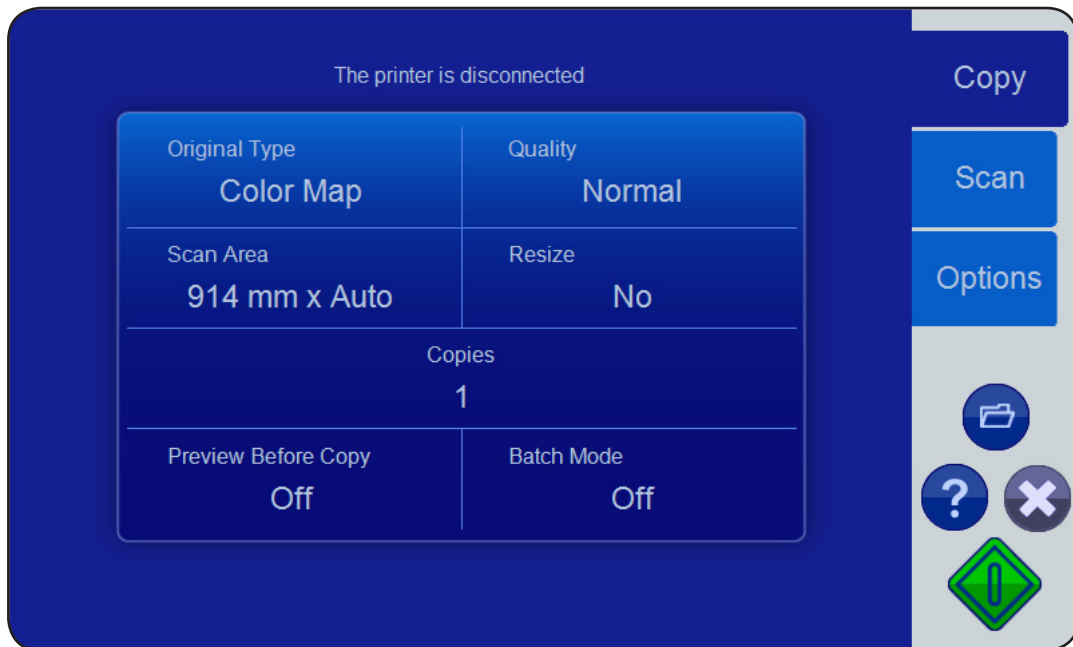 The printer is disconnected
Copy
Original Type
Quality
Color Map
Normal
Scan
Scan Area
Resize
914 mm x Auto
No
Options
Copies
1
Preview Before Copy
Batch Mode
Off
Off
?